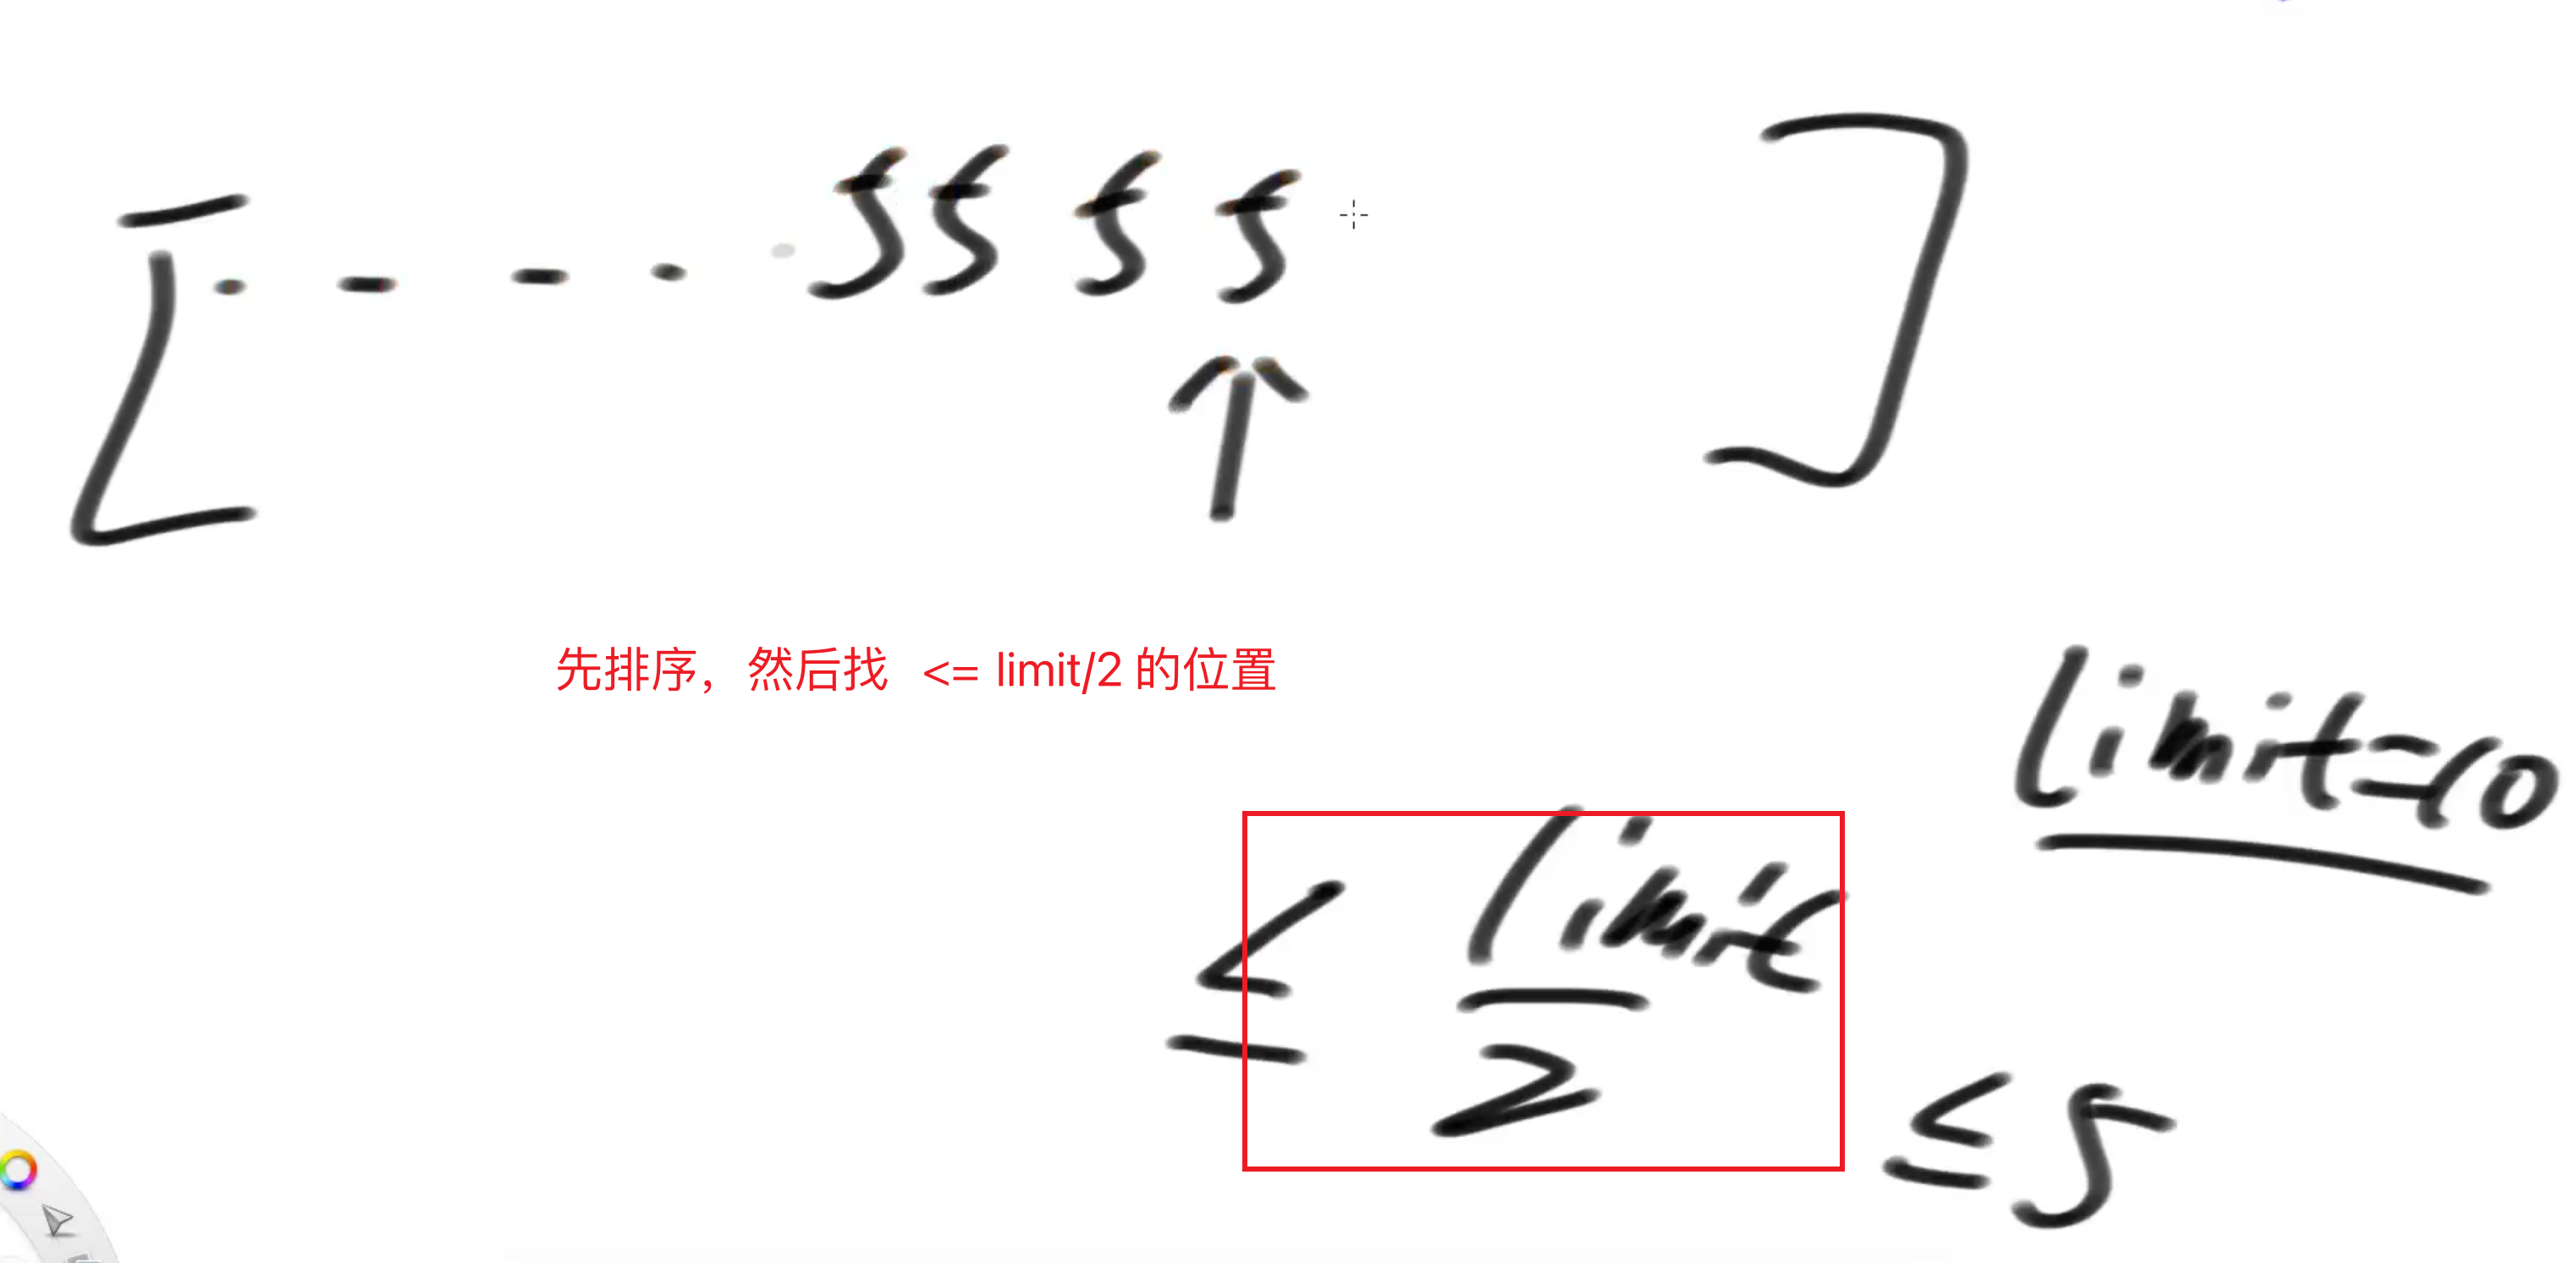 [ . - - . . 5 5 5 5 ]
↑
先排序，然后找 <= limit/2 的位置
limit=10
≤ limit/2
≤5